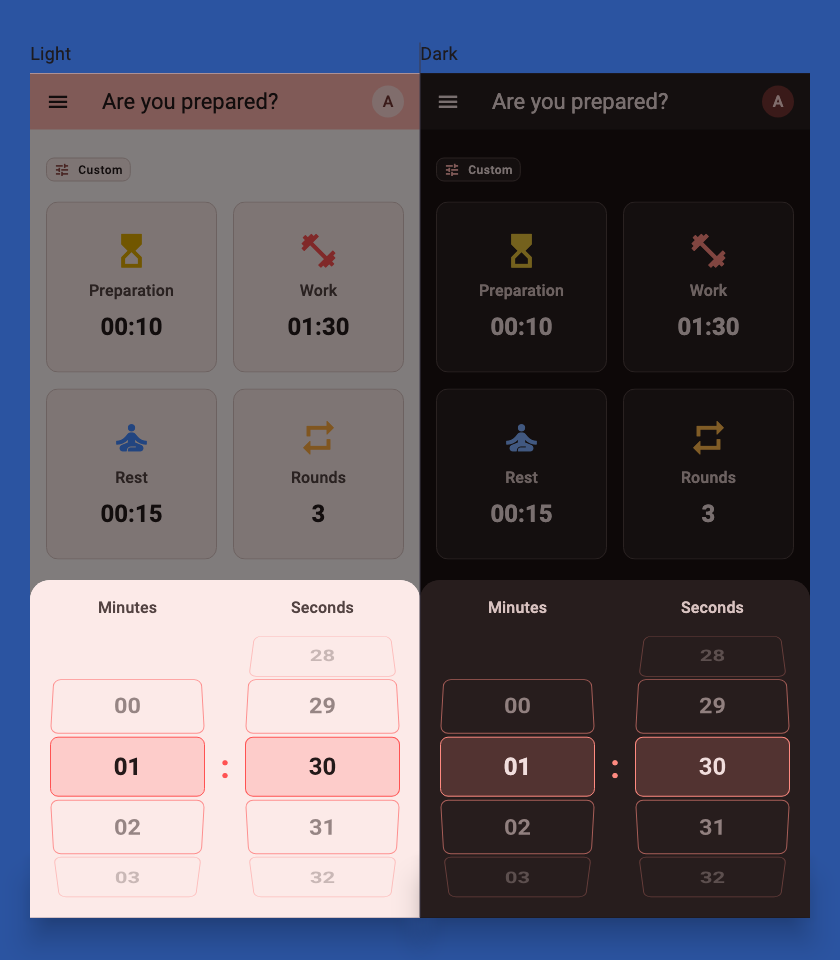 Light
Are you prepared?
A
Custom
Preparation
00:10
Work
01:30
Rest
00:15
Rounds
3
Minutes
Seconds
28
00
29
01
:
30
02
31
03
32
Dark
Are you prepared?
A
Custom
Preparation
00:10
Work
01:30
Rest
00:15
Rounds
3
Minutes
Seconds
28
00
29
01
:
30
02
31
03
32